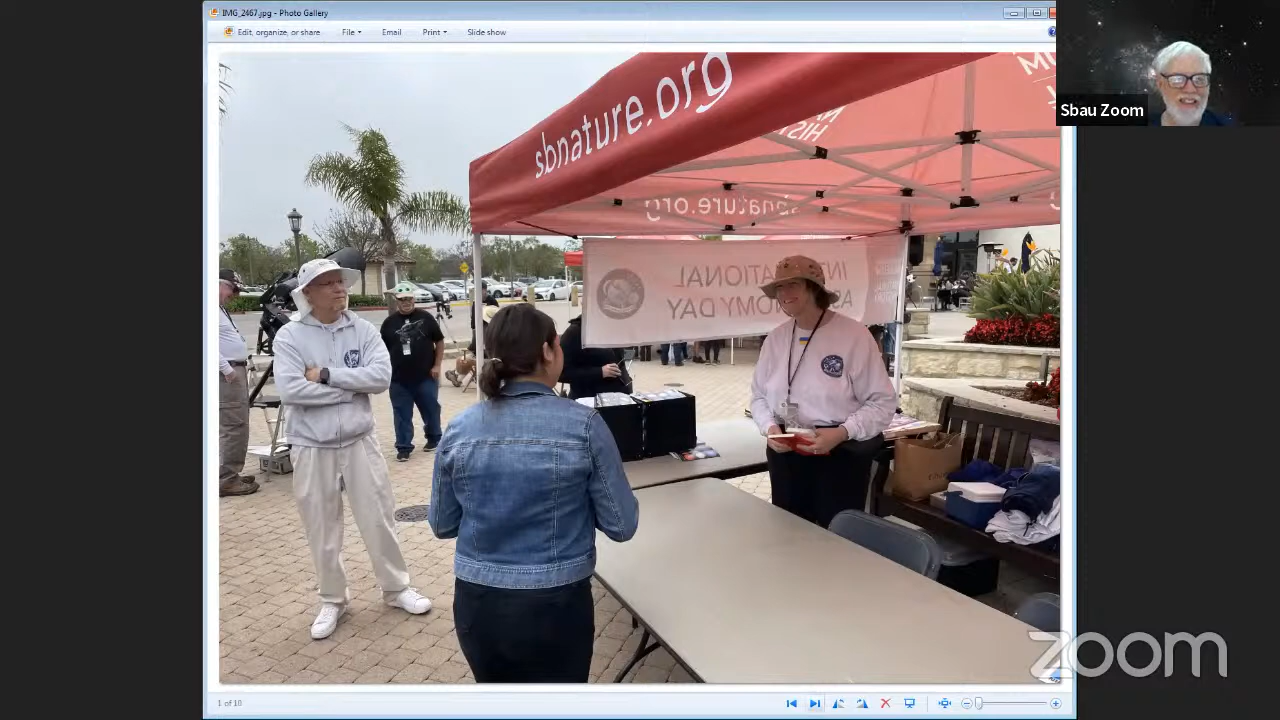 IMG_2467.jpg - Photo Gallery
Edit, organize, or share
File
Email
Print
Slide show
Sbau Zoom
sbnature.org
HIST
sbnature.org
INTERNATIONAL
ASTRONOMY DAY
1 of 10
zoom